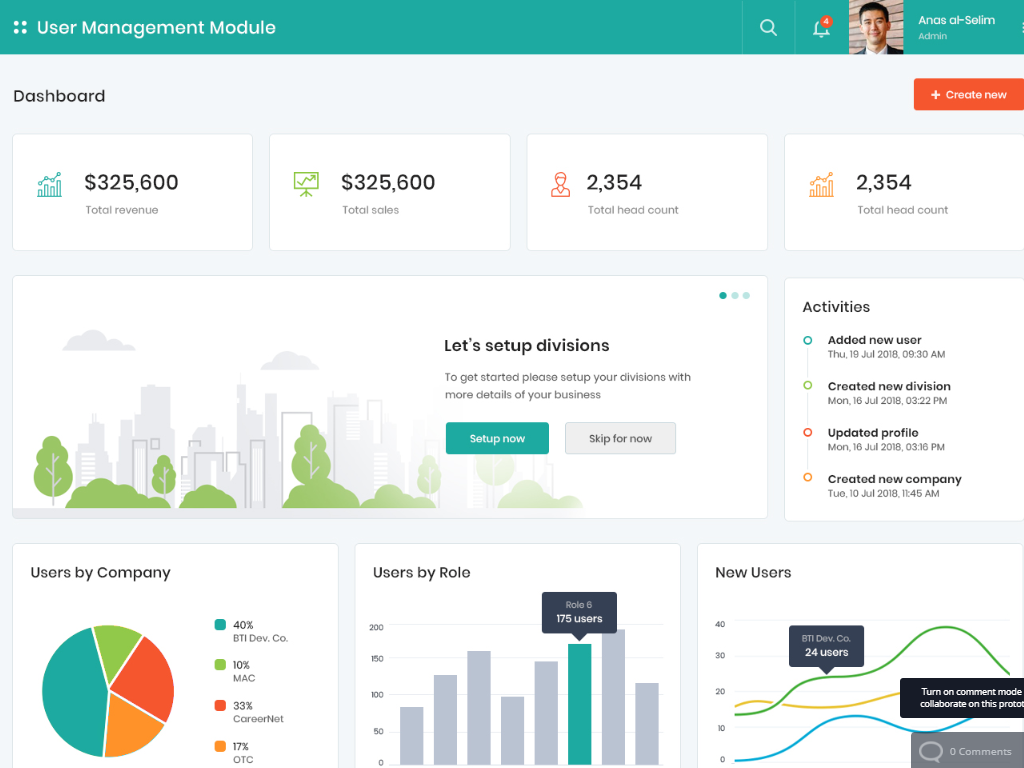 User Management Module
4
Anas al-Selim
Admin
Dashboard
+ Create new
$325,600
Total revenue
$325,600
Total sales
2,354
Total head count
2,354
Total head count
Let's setup divisions
To get started please setup your divisions with
more details of your business
Setup now
Skip for now
Activities
Added new user
Thu, 19 Jul 2018, 09:30 AM
Created new division
Mon, 16 Jul 2018, 03:22 PM
Updated profile
Mon, 16 Jul 2018, 03:16 PM
Created new company
Tue, 10 Jul 2018, 11:45 AM
Users by Company
40%
BTI Dev. Co.
10%
MAC
33%
CareerNet
17%
OTC
Users by Role
Role 6
175 users
200
150
100
50
0
New Users
40
30
20
10
0
BTI Dev. Co.
24 users
Turn on comment mode
collaborate on this protot
0 Comments